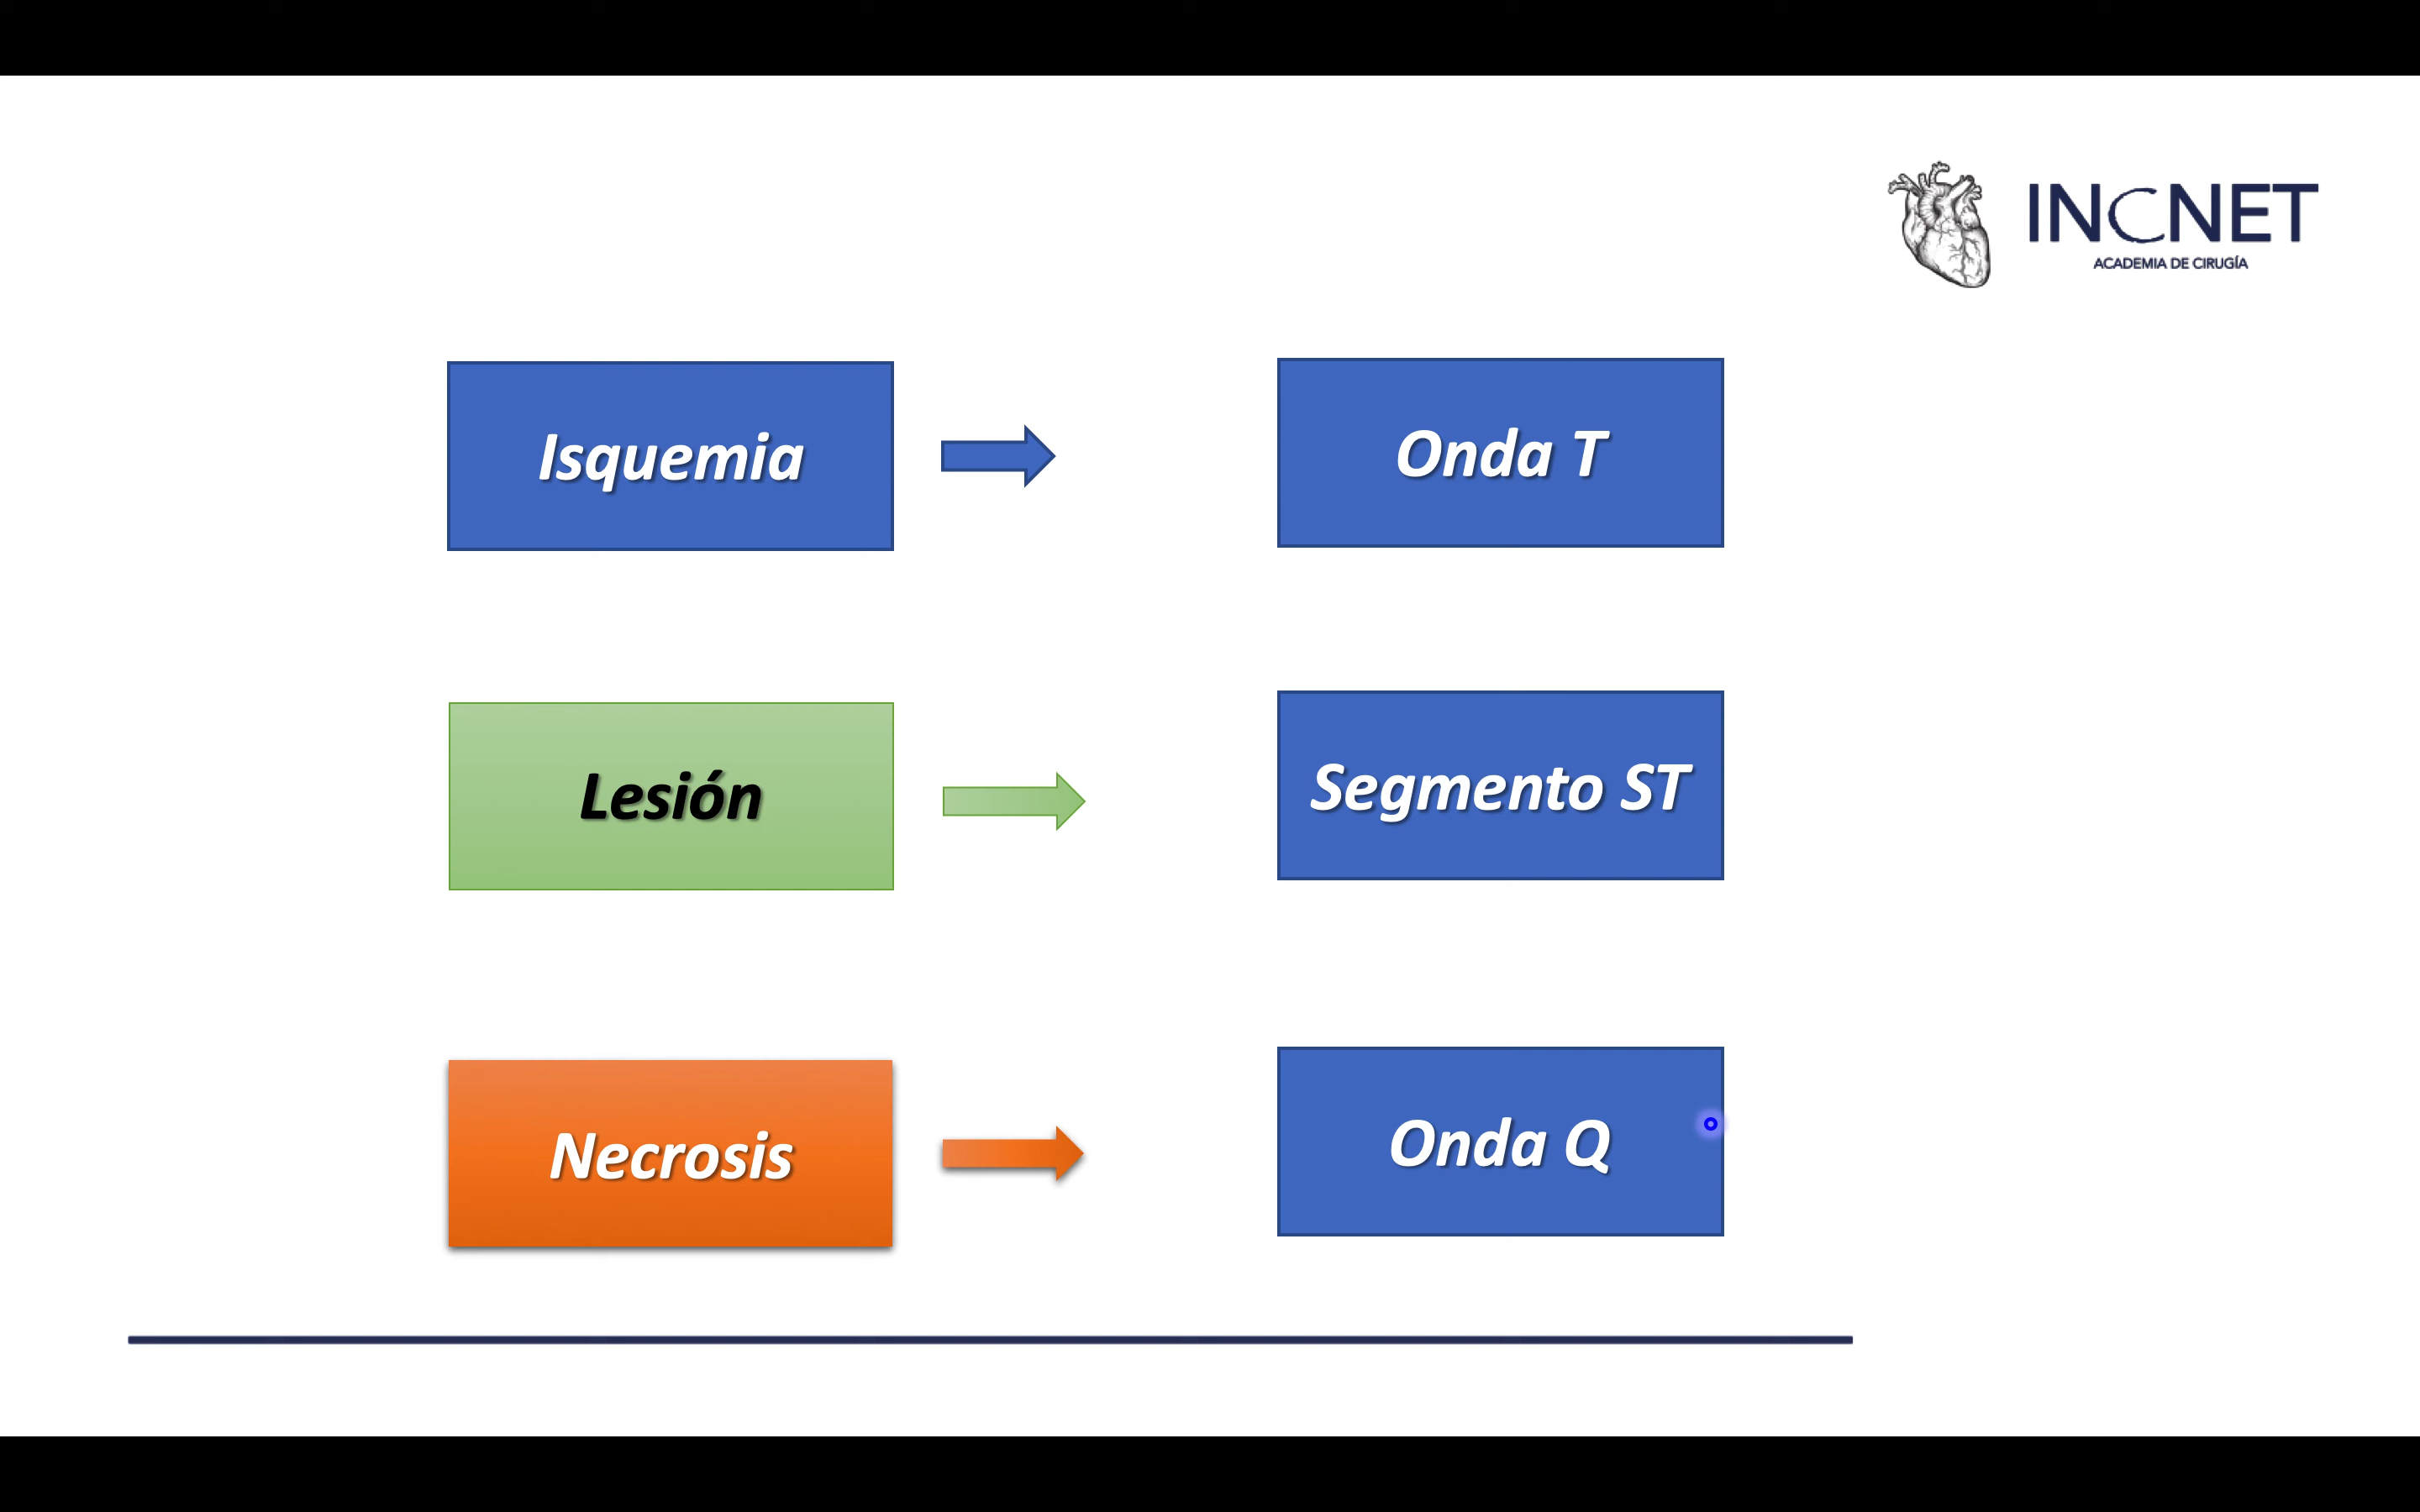 INCNET
ACADEMIA DE CIRUGÍA
Isquemia
Onda T
Lesión
Segmento ST
Necrosis
Onda Q